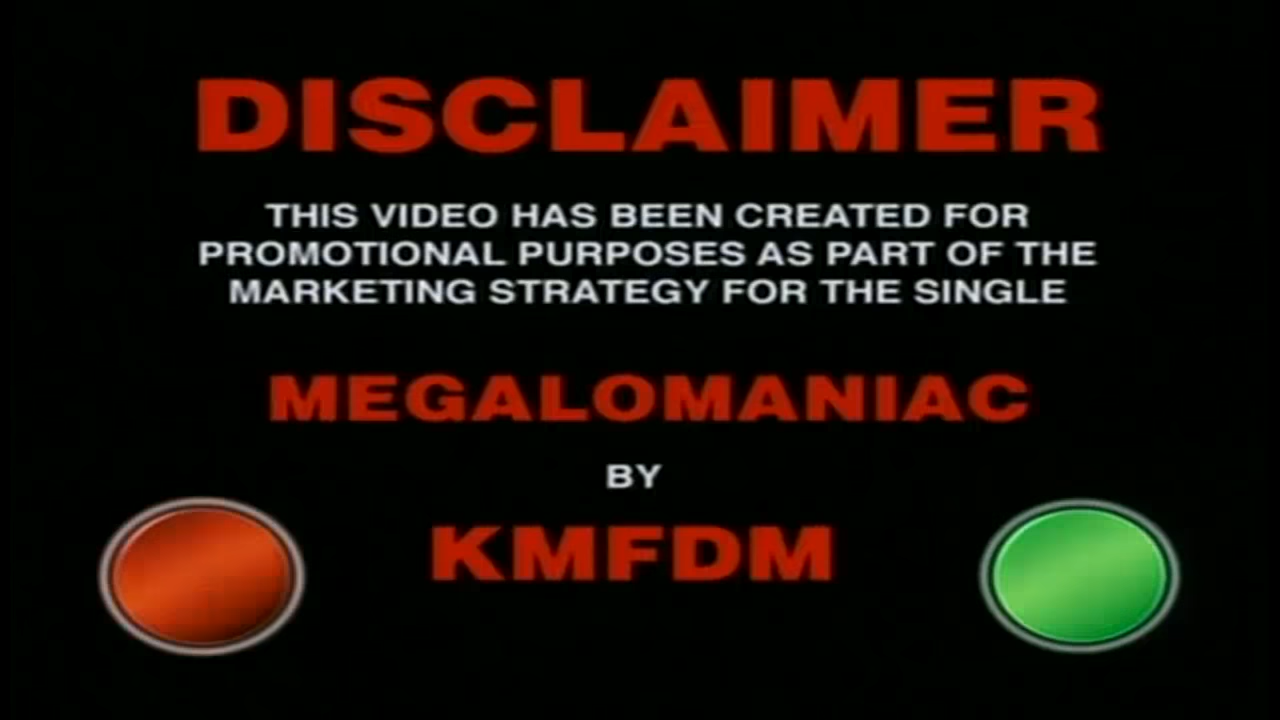 DISCLAIMER
THIS VIDEO HAS BEEN CREATED FOR
PROMOTIONAL PURPOSES AS PART OF THE
MARKETING STRATEGY FOR THE SINGLE
MEGALOMANIAC
BY
KMFDM